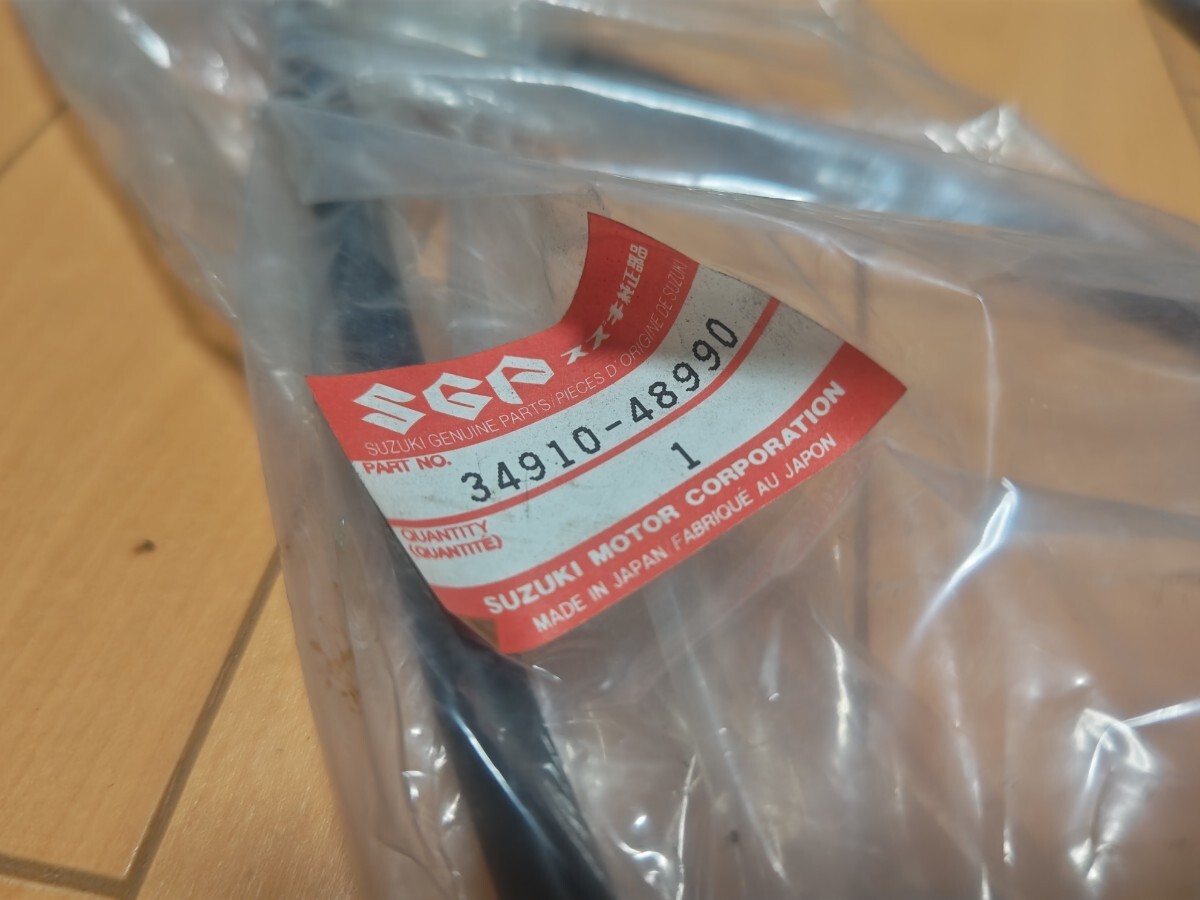 SGP スズキ純正部品
SUZUKI GENUINE PARTS/PIECES D'ORIGINE DE SUZUKI
PART NO. 34910-48990
QUANTITY 1
(QUANTITÉ)
SUZUKI MOTOR CORPORATION
MADE IN JAPAN/FABRIQUE AU JAPON